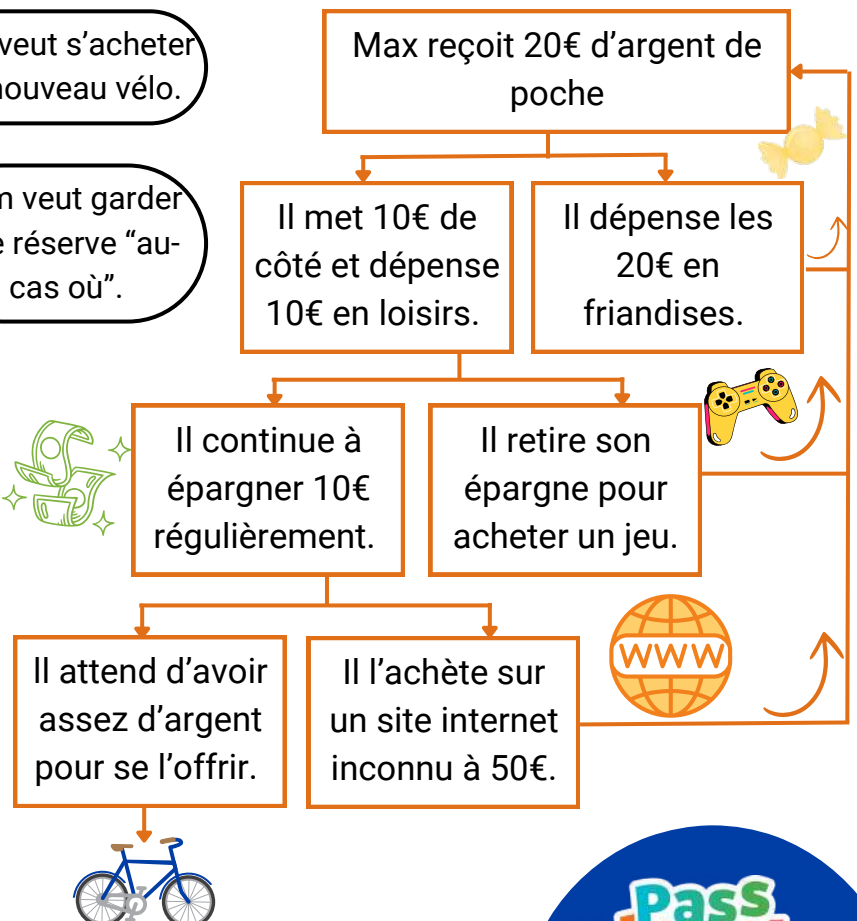 veut s’acheter
nouveau vélo.
veut garder
réserve “au-
cas où”.
Max reçoit 20€ d’argent de
poche
Il met 10€ de
côté et dépense
10€ en loisirs.
Il dépense les
20€ en
friandises.
Il continue à
épargner 10€
régulièrement.
Il retire son
épargne pour
acheter un jeu.
Il attend d’avoir
assez d’argent
pour se l’offrir.
Il l’achète sur
un site internet
inconnu à 50€.
WWW
Pass